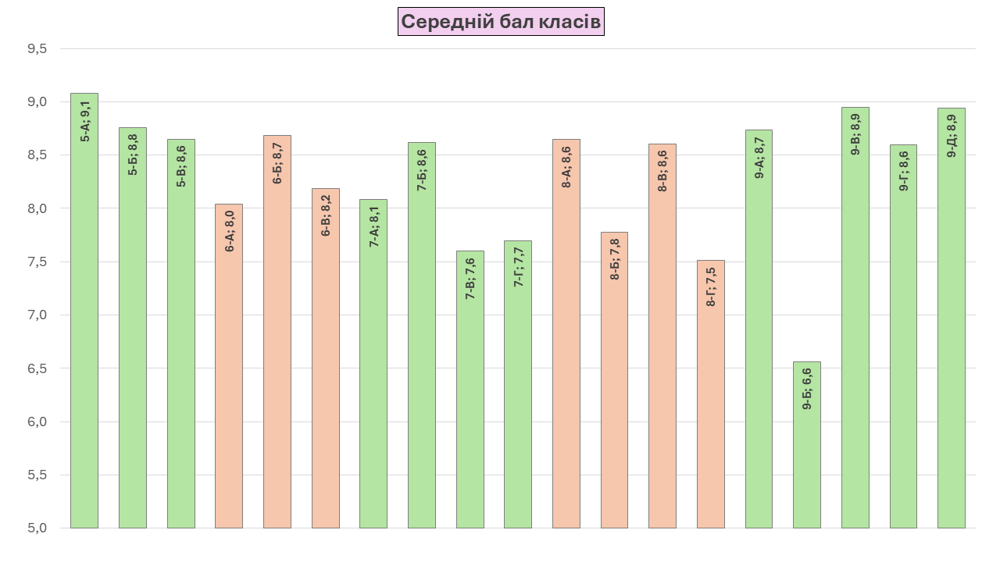 Середній бал класів
9,5
9,0
8,5
8,0
7,5
7,0
6,5
6,0
5,5
5,0
5-А; 9,1
5-Б; 8,8
5-В; 8,6
6-А; 8,0
6-Б; 8,7
6-В; 8,2
7-А; 8,1
7-Б; 8,6
7-В; 7,6
7-Г; 7,7
8-А; 8,6
8-Б; 7,8
8-В; 8,6
8-Г; 7,5
9-А; 8,7
9-Б; 6,6
9-В; 8,9
9-Г; 8,6
9-Д; 8,9